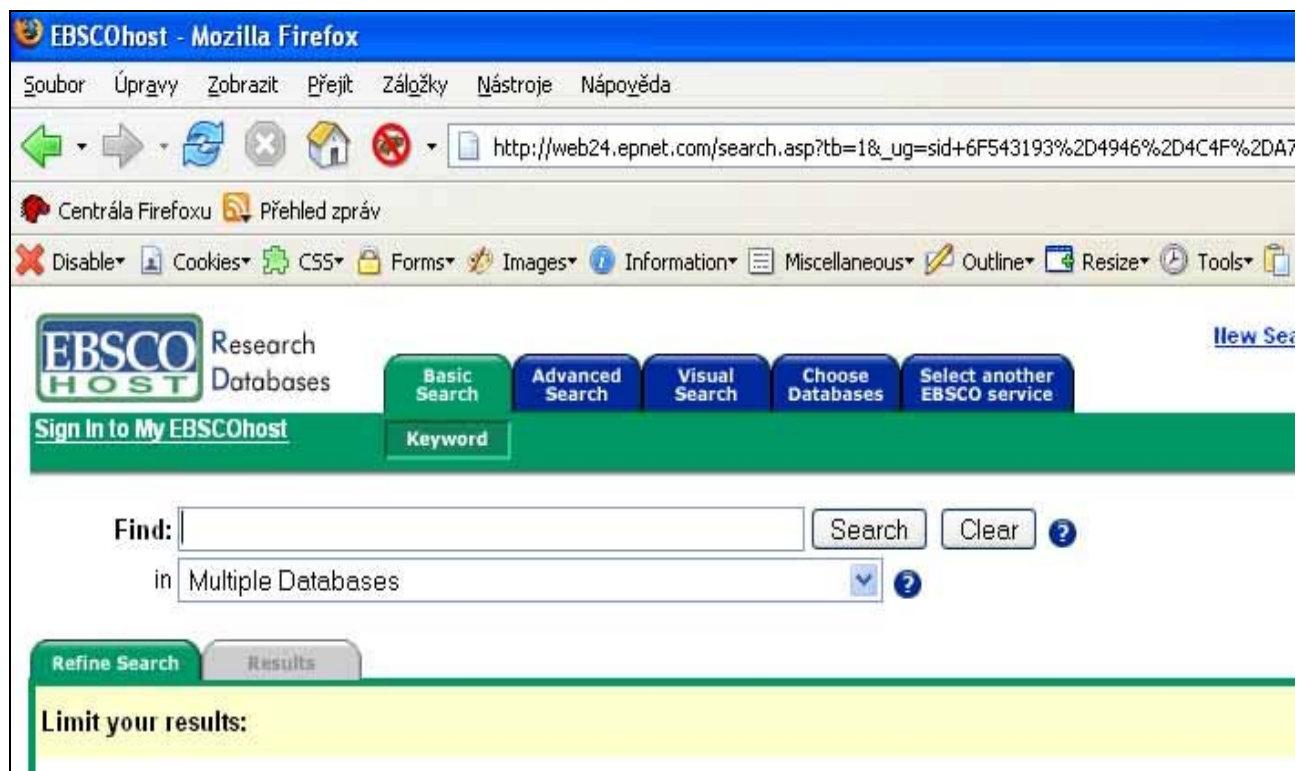 EBSCOhost - Mozilla Firefox
Soubor Úpravy Zobrazit Přejít Záložky Nástroje Nápověda
http://web24.epnet.com/search.asp?tb=1&_ug=sid+6F543193%2D4946%2D4C4F%2DA7
Centrála Firefoxu Přehled zpráv
Disable Cookies CSS Forms Images Information Miscellaneous Outline Resize Tools
EBSCO HOST Research Databases
New Sea
Basic Search Advanced Search Visual Search Choose Databases Select another EBSCO service
Sign In to My EBSCOhost Keyword
Find: Search Clear ?
in Multiple Databases ?
Refine Search Results
Limit your results: